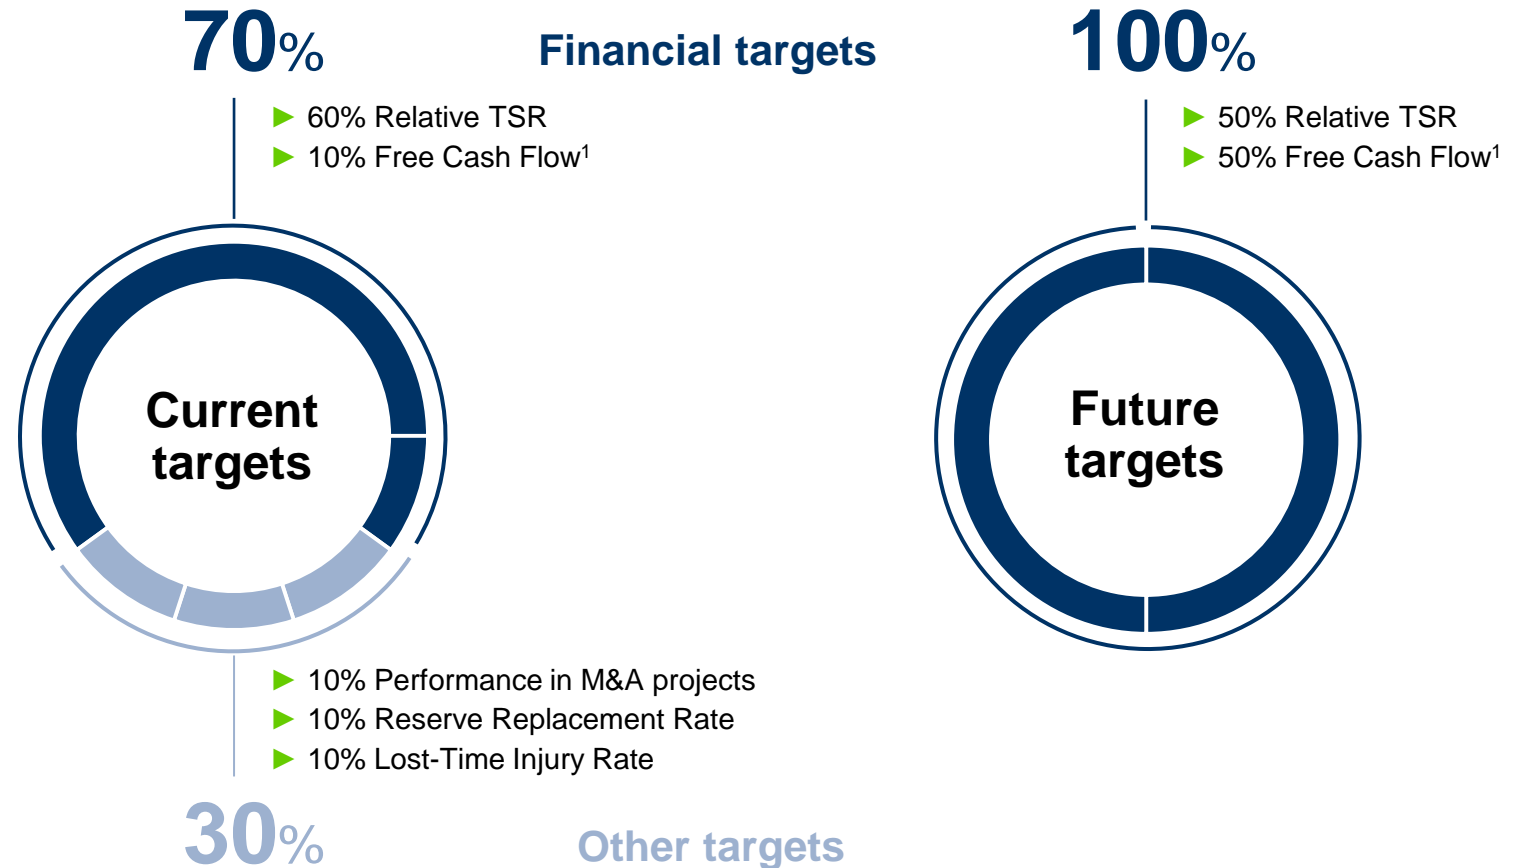 70%
Financial targets
100%
► 60% Relative TSR
► 10% Free Cash Flow¹
► 50% Relative TSR
► 50% Free Cash Flow¹
Current
targets
Future
targets
► 10% Performance in M&A projects
► 10% Reserve Replacement Rate
► 10% Lost-Time Injury Rate
30%
Other targets